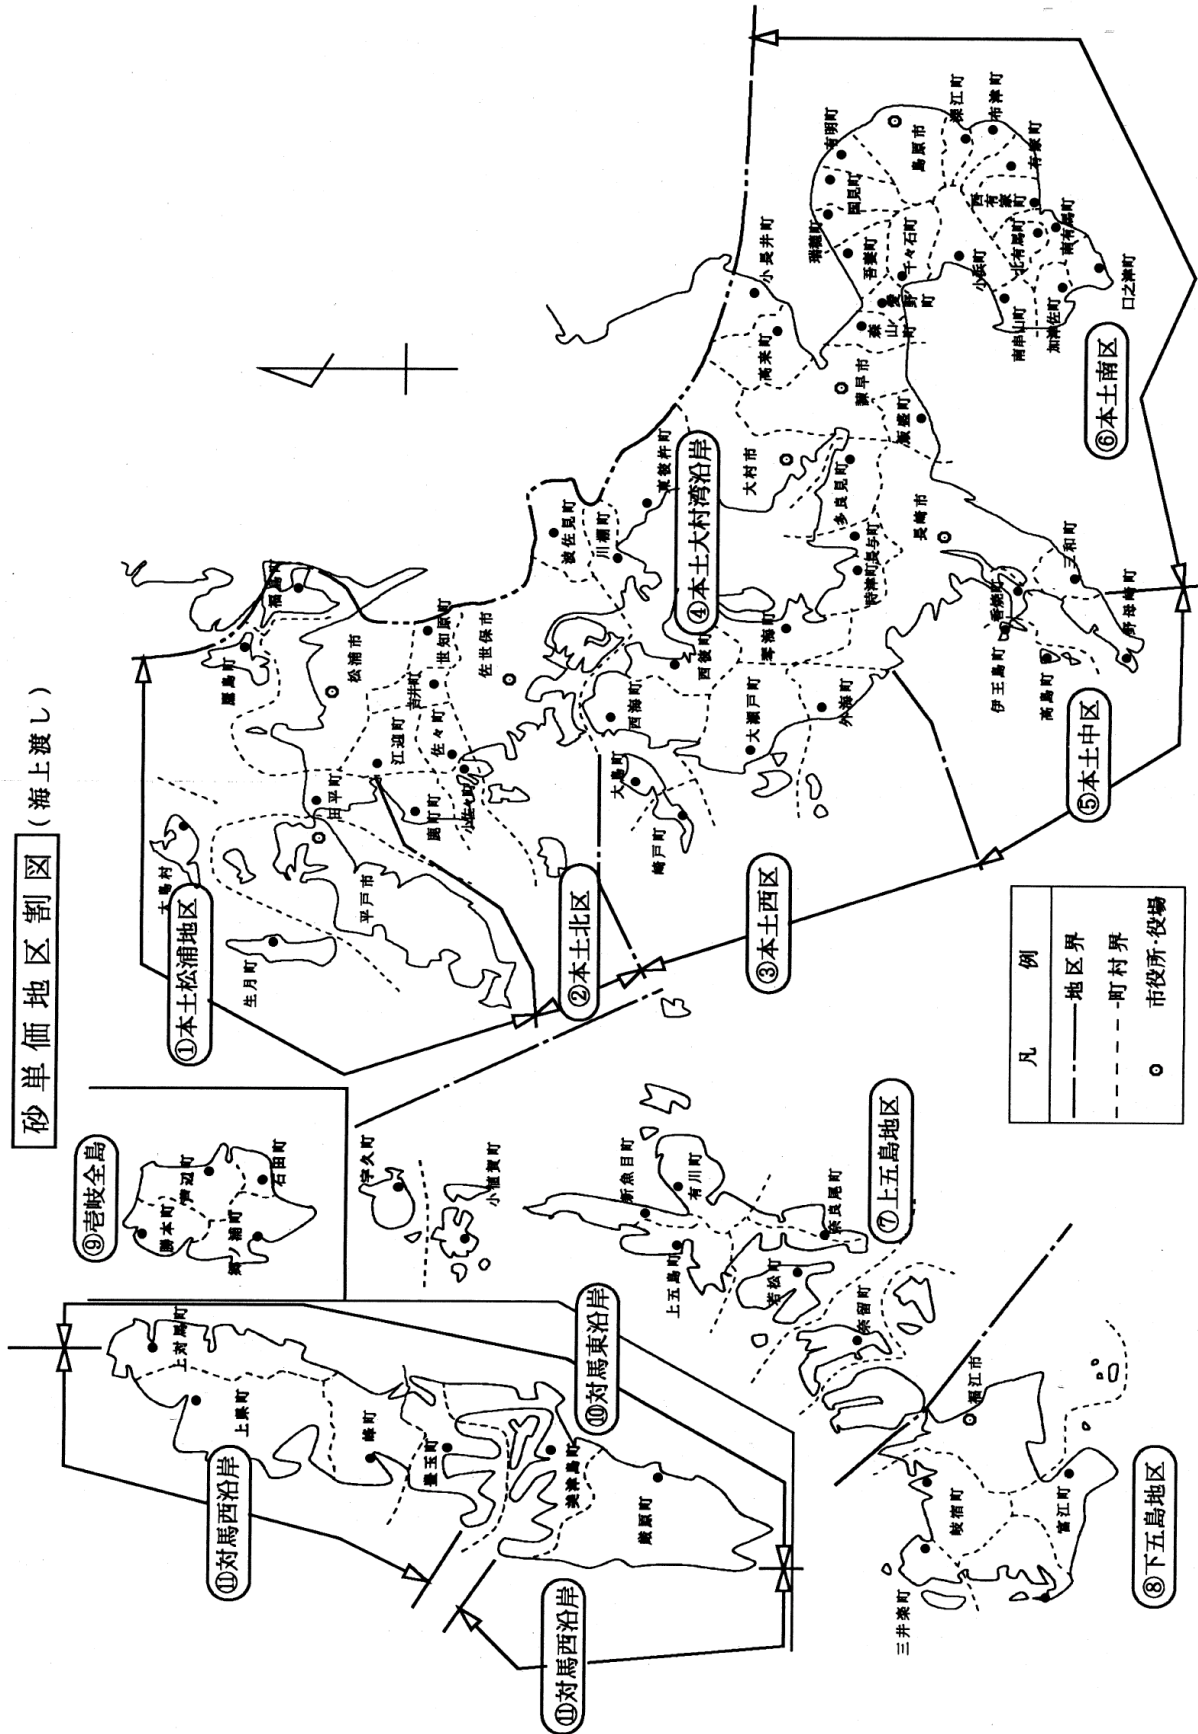 砂単価地区割図(海上渡し)
⑨壱岐全島
勝本町
芦辺町
郷ノ浦町
石田町
⑪対馬西沿岸
上対馬町
上県町
峰町
豊玉町
美津島町
厳原町
⑩対馬東沿岸
⑪対馬西沿岸
①本土松浦地区
大島村
生月町
平戸市
田平町
鷹島町
福島町
松浦市
②本土北区
江迎町
鹿町町
小佐々町
佐々町
吉井町
世知原町
佐世保市
宇久町
小値賀町
③本土西区
崎戸町
大島町
西海町
西彼町
大瀬戸町
外海町
琴海町
④本土大村湾沿岸
波佐見町
川棚町
東彼杵町
大村市
多良見町
長与町
時津町
⑤本土中区
長崎市
伊王島町
香焼町
高島町
三和町
野母崎町
⑥本土南区
小長井町
高来町
諫早市
飯盛町
森山町
愛野町
吾妻町
千々石町
瑞穂町
国見町
有明町
島原市
深江町
布津町
有家町
西有家町
北有馬町
南有馬町
口之津町
加津佐町
南串山町
小浜町
⑦上五島地区
新魚目町
有川町
上五島町
奈良尾町
若松町
奈留町
⑧下五島地区
福江市
岐宿町
富江町
三井楽町
凡例
地区界
町村界
市役所・役場